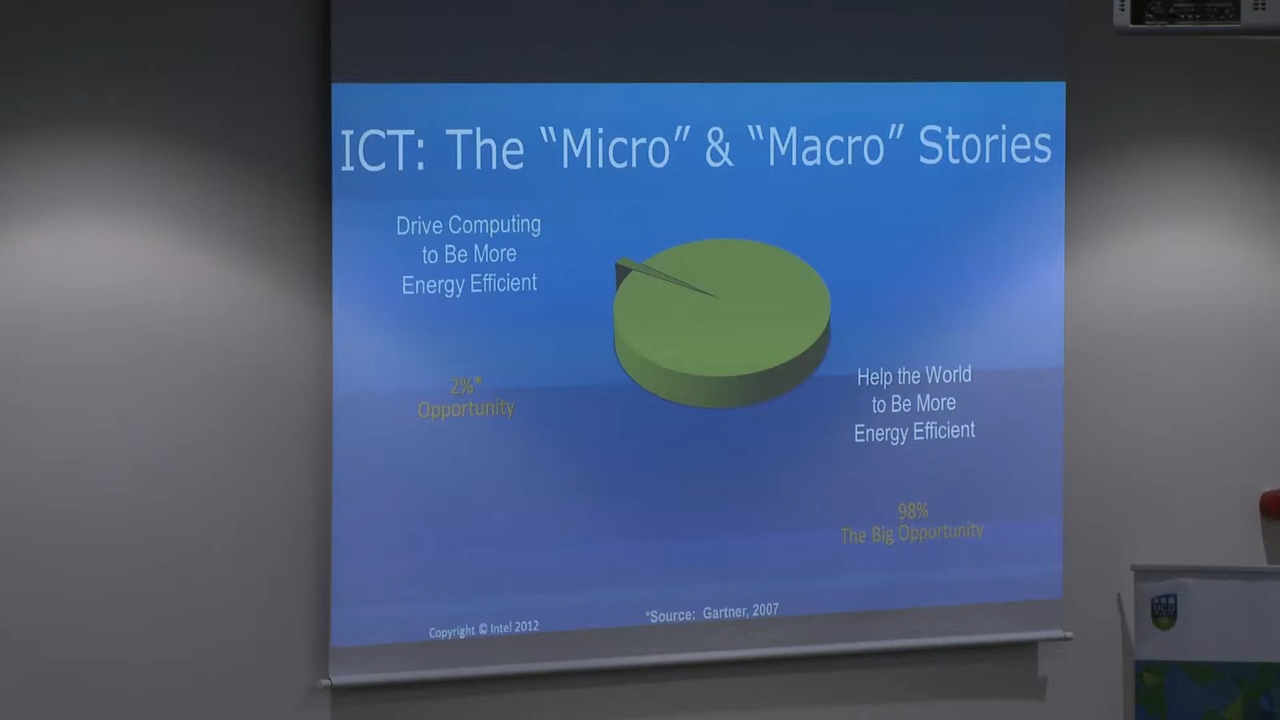 ICT: The “Micro” & “Macro” Stories
Drive Computing
to Be More
Energy Efficient
2%*
Opportunity
Help the World
to Be More
Energy Efficient
98%
The Big Opportunity
*Source: Gartner, 2007
Copyright © Intel 2012
UCD